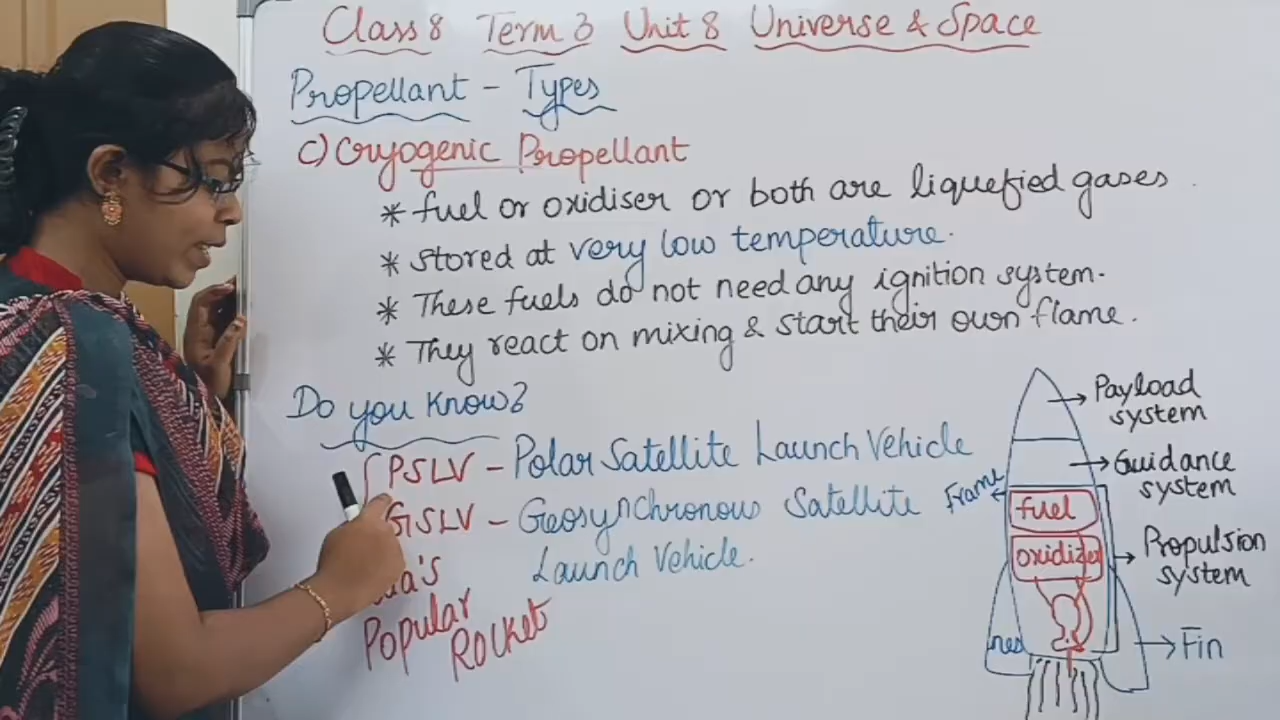 Class 8 Term 3 Unit 8 Universe & Space
Propellant - Types
c) Cryogenic Propellant
* fuel or oxidiser or both are liquefied gases.
* stored at very low temperature.
* These fuels do not need any ignition system.
* They react on mixing & start their own flame.
Do you know?
PSLV - Polar Satellite Launch Vehicle
GSLV - Geosynchronous Satellite
Launch Vehicle.
Popular
Rocket
Payload
system
Guidance
system
Frame
fuel
oxidizer
Propulsion
system
Fin